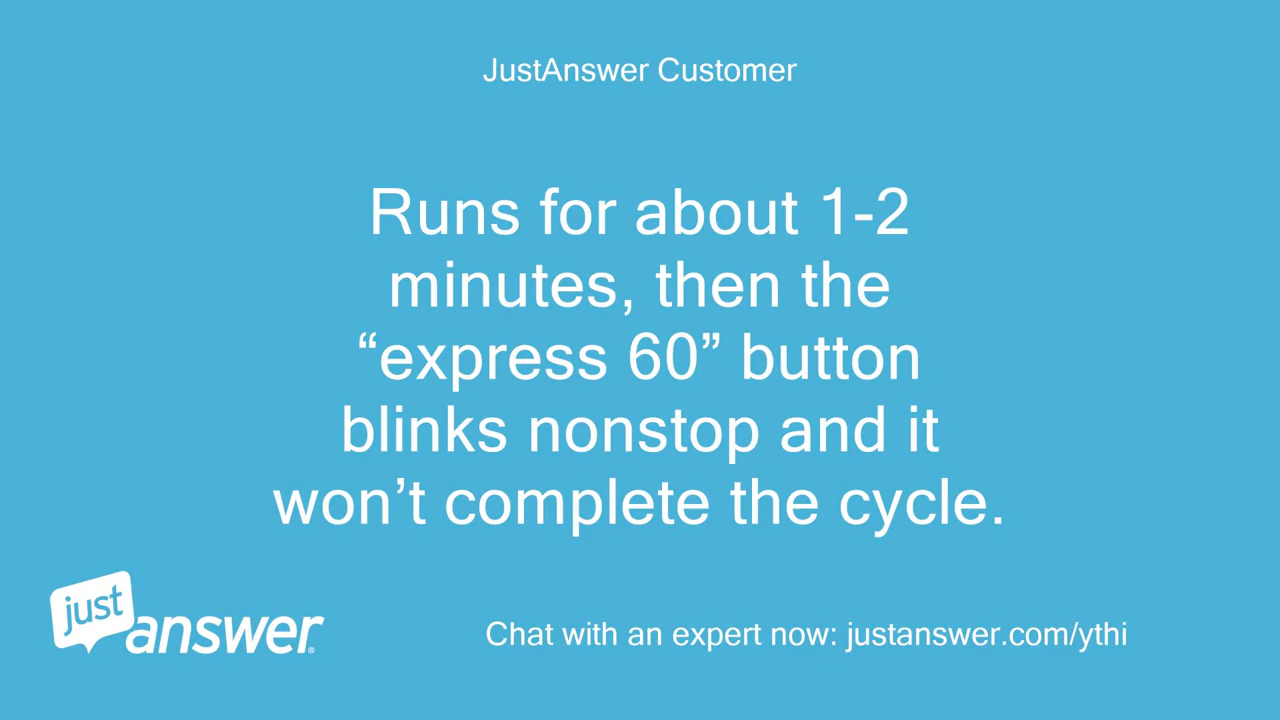 JustAnswer Customer
Runs for about 1-2
minutes, then the
“express 60” button
blinks nonstop and it
won’t complete the cycle.
just
answer®
Chat with an expert now: justanswer.com/ythi